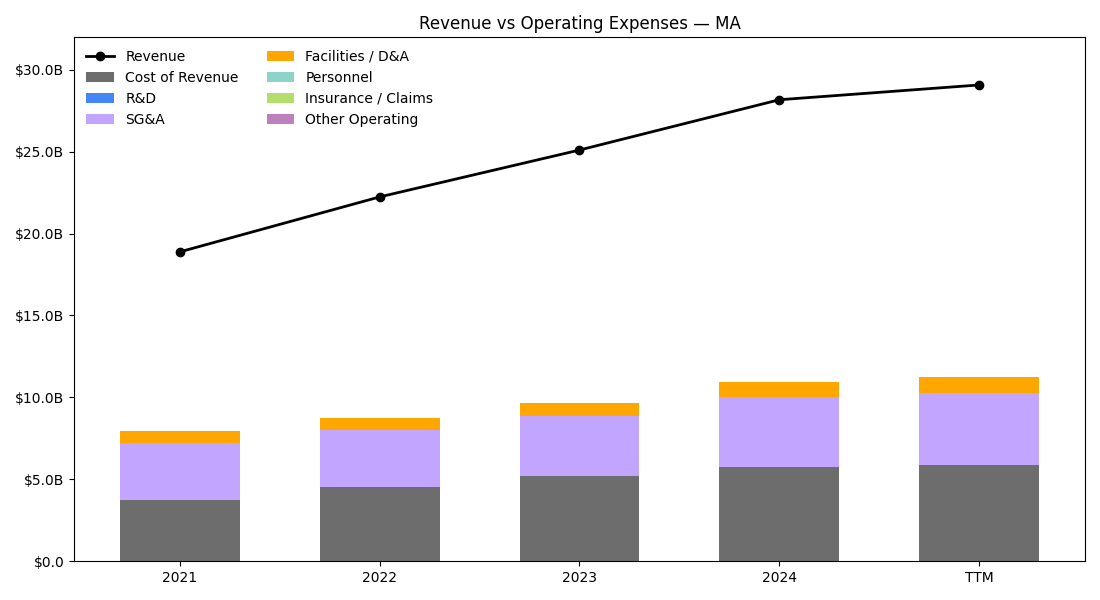 Revenue vs Operating Expenses — MA
Revenue
Cost of Revenue
R&D
SG&A
Facilities / D&A
Personnel
Insurance / Claims
Other Operating
$30.0B
$25.0B
$20.0B
$15.0B
$10.0B
$5.0B
$0.0
2021 2022 2023 2024 TTM